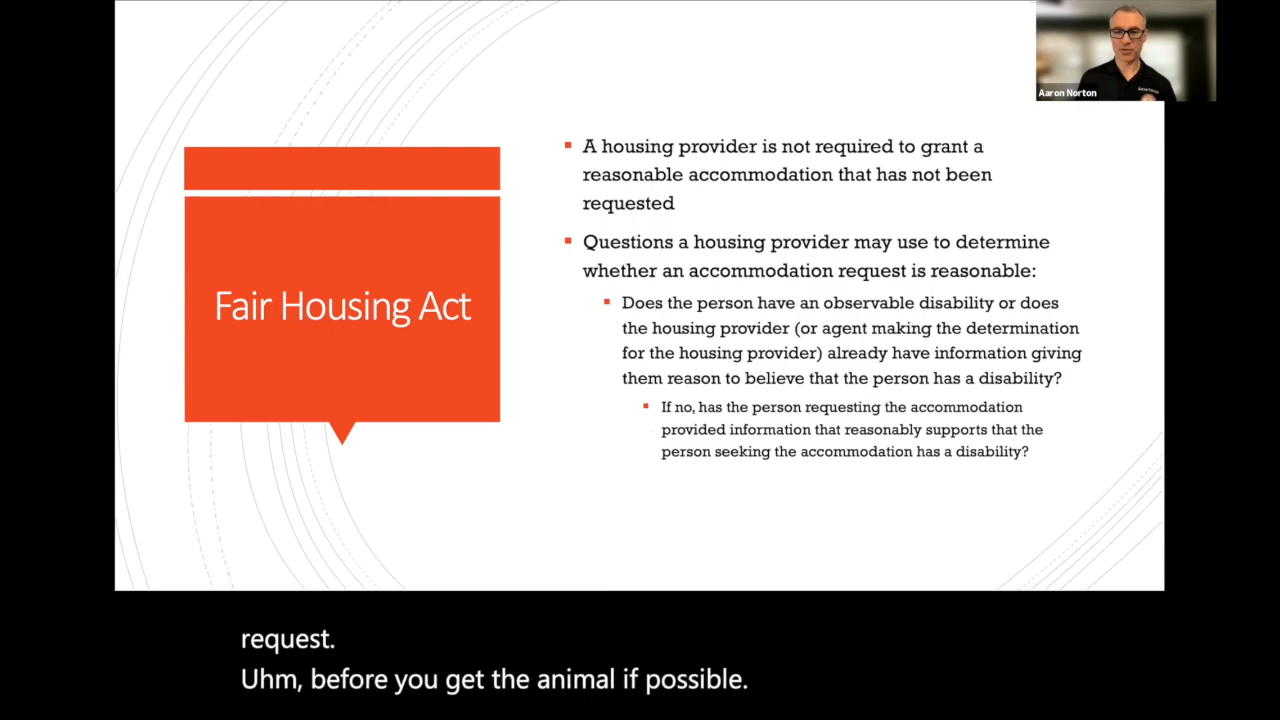 Aaron Norton
Fair Housing Act
A housing provider is not required to grant a
reasonable accommodation that has not been
requested
Questions a housing provider may use to determine
whether an accommodation request is reasonable:
Does the person have an observable disability or does
the housing provider (or agent making the determination
for the housing provider) already have information giving
them reason to believe that the person has a disability?
If no, has the person requesting the accommodation
provided information that reasonably supports that the
person seeking the accommodation has a disability?
request.
Uhm, before you get the animal if possible.